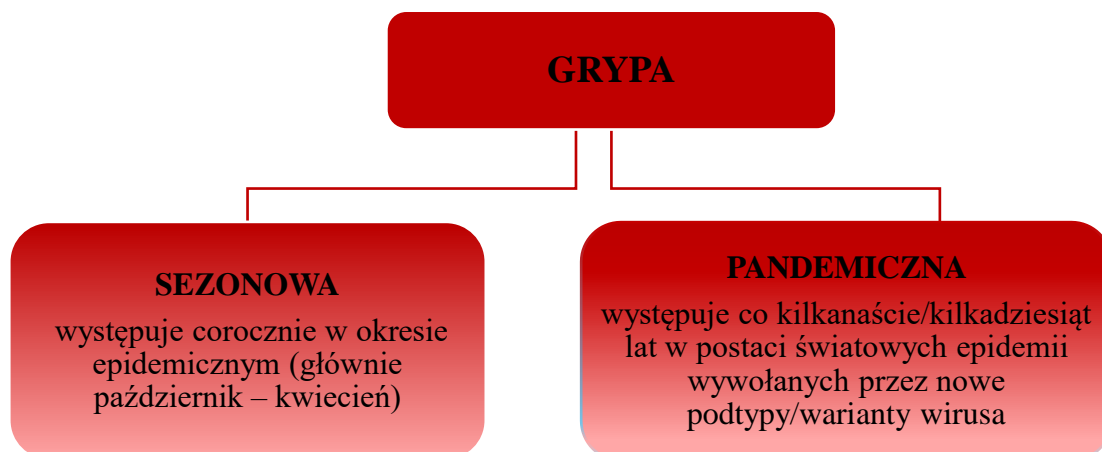 GRYPA
SEZONOWA
występuje corocznie w okresie
epidemicznym (głównie
październik – kwiecień)
PANDEMICZNA
występuje co kilkanaście/kilkadziesiąt
lat w postaci światowych epidemii
wywołanych przez nowe
podtypy/warianty wirusa